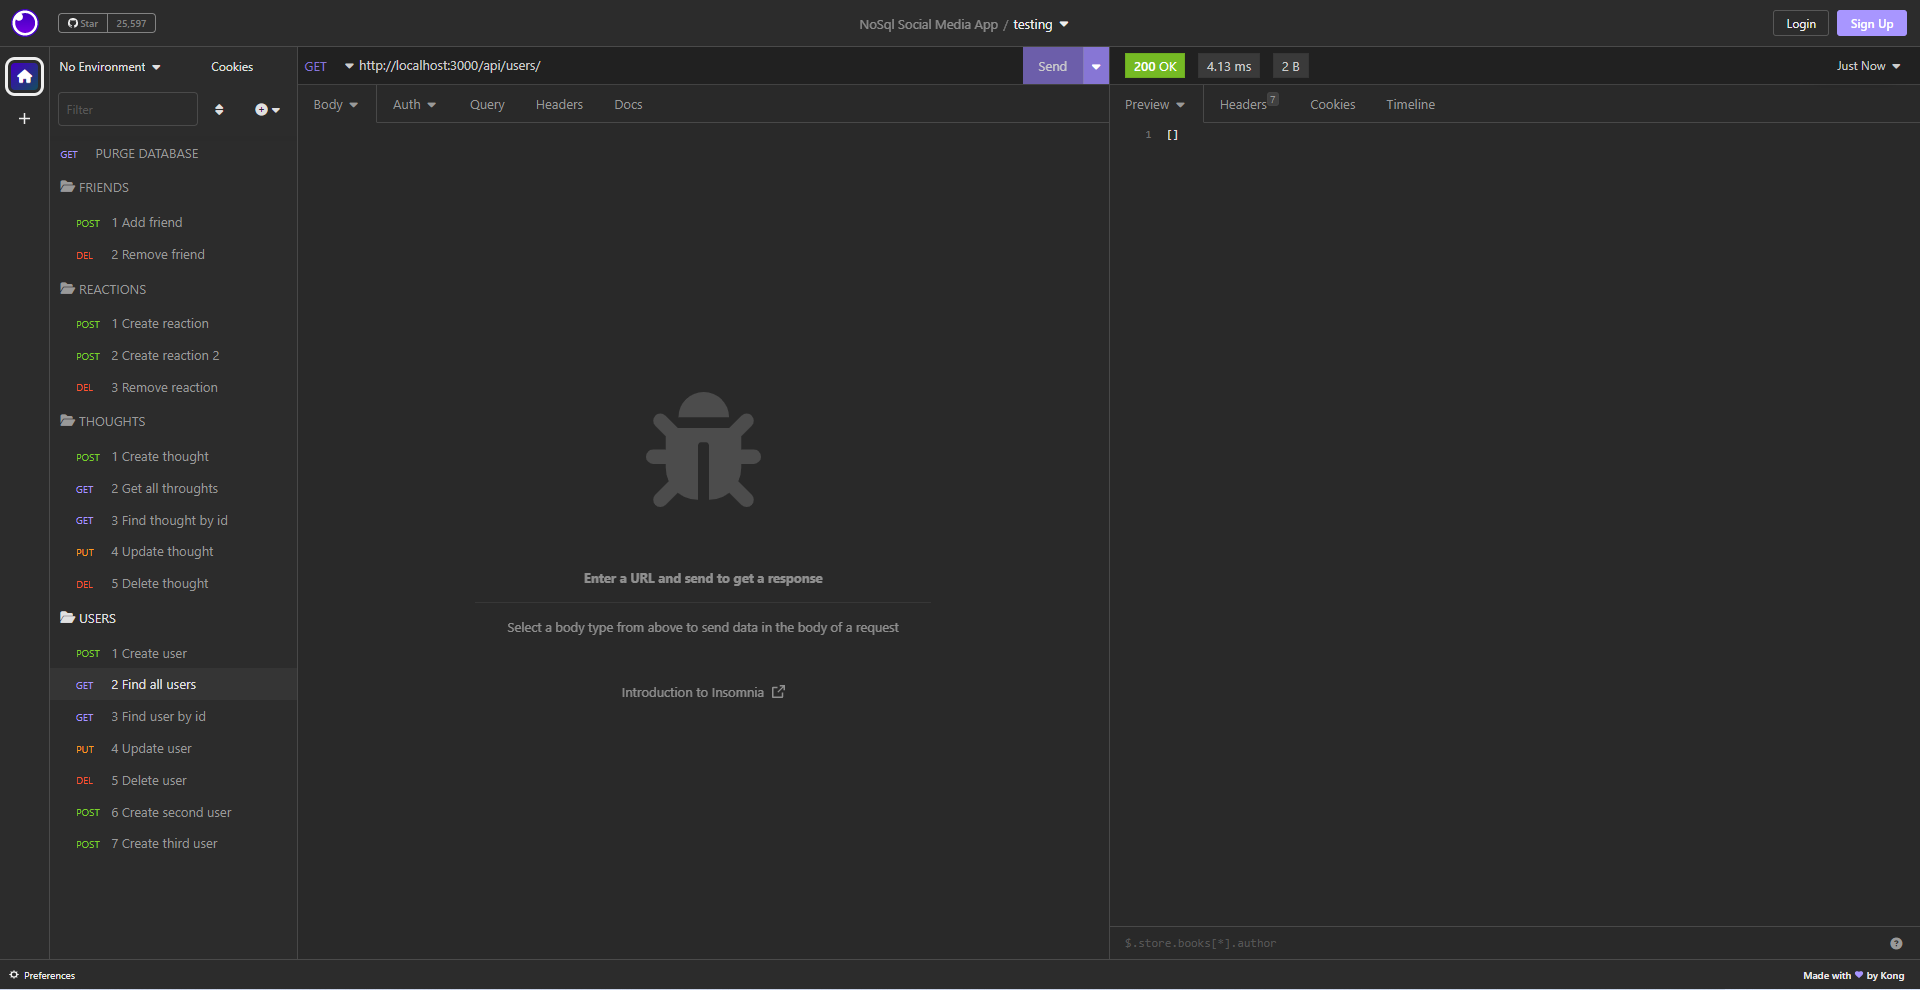 Star 25,597
NoSql Social Media App / testing
Login
Sign Up
No Environment
Cookies
Filter
GET PURGE DATABASE
FRIENDS
POST 1 Add friend
DEL 2 Remove friend
REACTIONS
POST 1 Create reaction
POST 2 Create reaction 2
DEL 3 Remove reaction
THOUGHTS
POST 1 Create thought
GET 2 Get all throughts
GET 3 Find thought by id
PUT 4 Update thought
DEL 5 Delete thought
USERS
POST 1 Create user
GET 2 Find all users
GET 3 Find user by id
PUT 4 Update user
DEL 5 Delete user
POST 6 Create second user
POST 7 Create third user
GET http://localhost:3000/api/users/
Send
Body Auth Query Headers Docs
Enter a URL and send to get a response
Select a body type from above to send data in the body of a request
Introduction to Insomnia
200 OK 4.13 ms 2 B
Just Now
Preview Headers 7 Cookies Timeline
1 []
$.store.books[*].author
?
Preferences
Made with 💜 by Kong